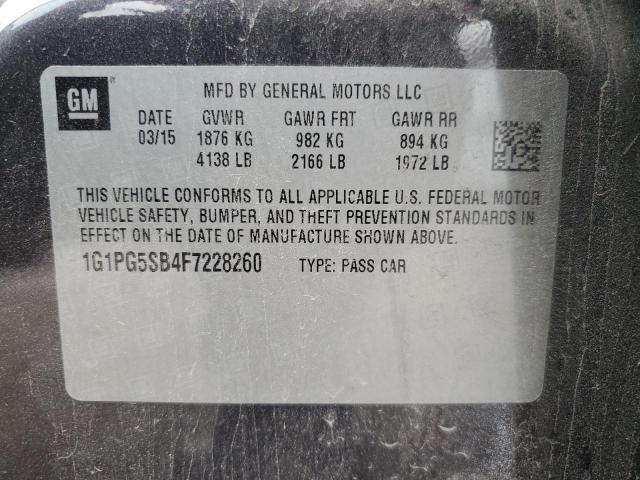 GM
MFD BY GENERAL MOTORS LLC
DATE GVWR GAWR FRT GAWR RR
03/15 1876 KG 982 KG 894 KG
4138 LB 2166 LB 1972 LB
THIS VEHICLE CONFORMS TO ALL APPLICABLE U.S. FEDERAL MOTOR
VEHICLE SAFETY, BUMPER, AND THEFT PREVENTION STANDARDS IN
EFFECT ON THE DATE OF MANUFACTURE SHOWN ABOVE.
1G1PG5SB4F7228260 TYPE: PASS CAR